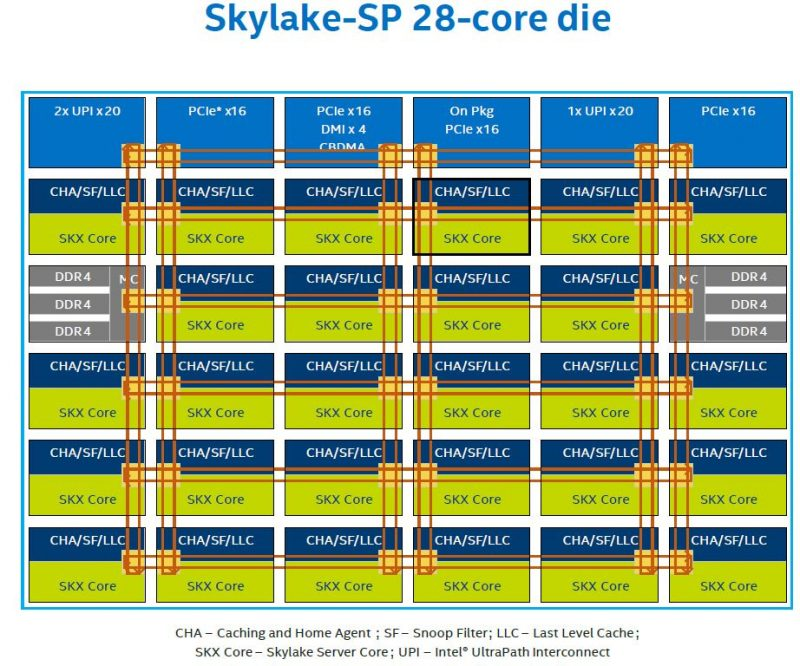 Skylake-SP 28-core die
2x UPI x20 PCIe* x16 PCIe x16 On Pkg 1x UPI x20 PCIe x16
DMI x 4 PCIe x16
CBDMA
CHA/SF/LLC CHA/SF/LLC CHA/SF/LLC CHA/SF/LLC CHA/SF/LLC CHA/SF/LLC
SKX Core SKX Core SKX Core SKX Core SKX Core SKX Core
DDR4 MC CHA/SF/LLC CHA/SF/LLC CHA/SF/LLC CHA/SF/LLC MC DDR4
DDR4 DDR4
SKX Core SKX Core SKX Core SKX Core
DDR4 DDR4
CHA/SF/LLC CHA/SF/LLC CHA/SF/LLC CHA/SF/LLC CHA/SF/LLC CHA/SF/LLC
SKX Core SKX Core SKX Core SKX Core SKX Core SKX Core
CHA/SF/LLC CHA/SF/LLC CHA/SF/LLC CHA/SF/LLC CHA/SF/LLC CHA/SF/LLC
SKX Core SKX Core SKX Core SKX Core SKX Core SKX Core
CHA/SF/LLC CHA/SF/LLC CHA/SF/LLC CHA/SF/LLC CHA/SF/LLC CHA/SF/LLC
SKX Core SKX Core SKX Core SKX Core SKX Core SKX Core
CHA – Caching and Home Agent ; SF – Snoop Filter; LLC – Last Level Cache;
SKX Core – Skylake Server Core; UPI – Intel® UltraPath Interconnect